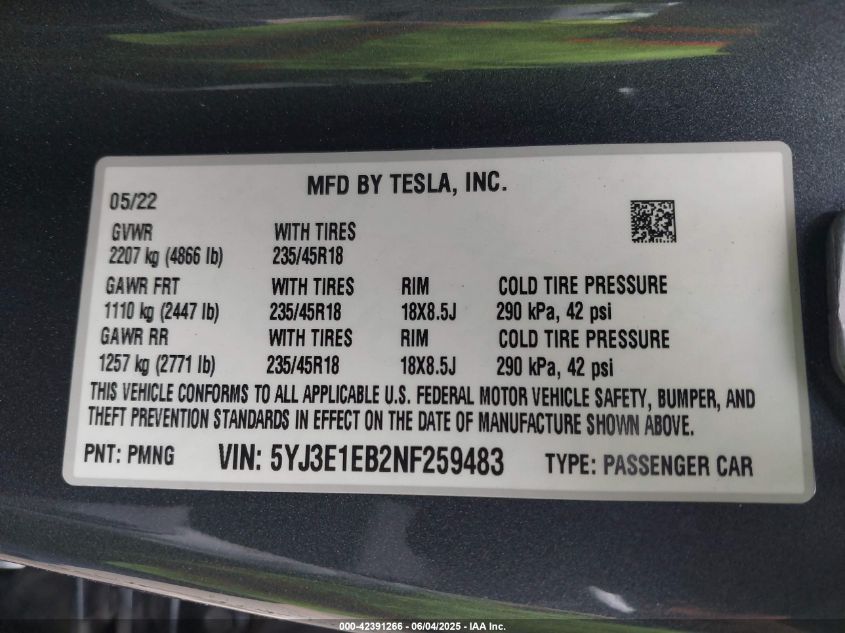 MFD BY TESLA, INC.
05/22
GVWR WITH TIRES
2207 kg (4866 lb) 235/45R18
GAWR FRT WITH TIRES RIM COLD TIRE PRESSURE
1110 kg (2447 lb) 235/45R18 18X8.5J 290 kPa, 42 psi
GAWR RR WITH TIRES RIM COLD TIRE PRESSURE
1257 kg (2771 lb) 235/45R18 18X8.5J 290 kPa, 42 psi
THIS VEHICLE CONFORMS TO ALL APPLICABLE U.S. FEDERAL MOTOR VEHICLE SAFETY, BUMPER, AND
THEFT PREVENTION STANDARDS IN EFFECT ON THE DATE OF MANUFACTURE SHOWN ABOVE.
PNT: PMNG VIN: 5YJ3E1EB2NF259483 TYPE: PASSENGER CAR
000-42391266 - 06/04/2025 - IAA Inc.